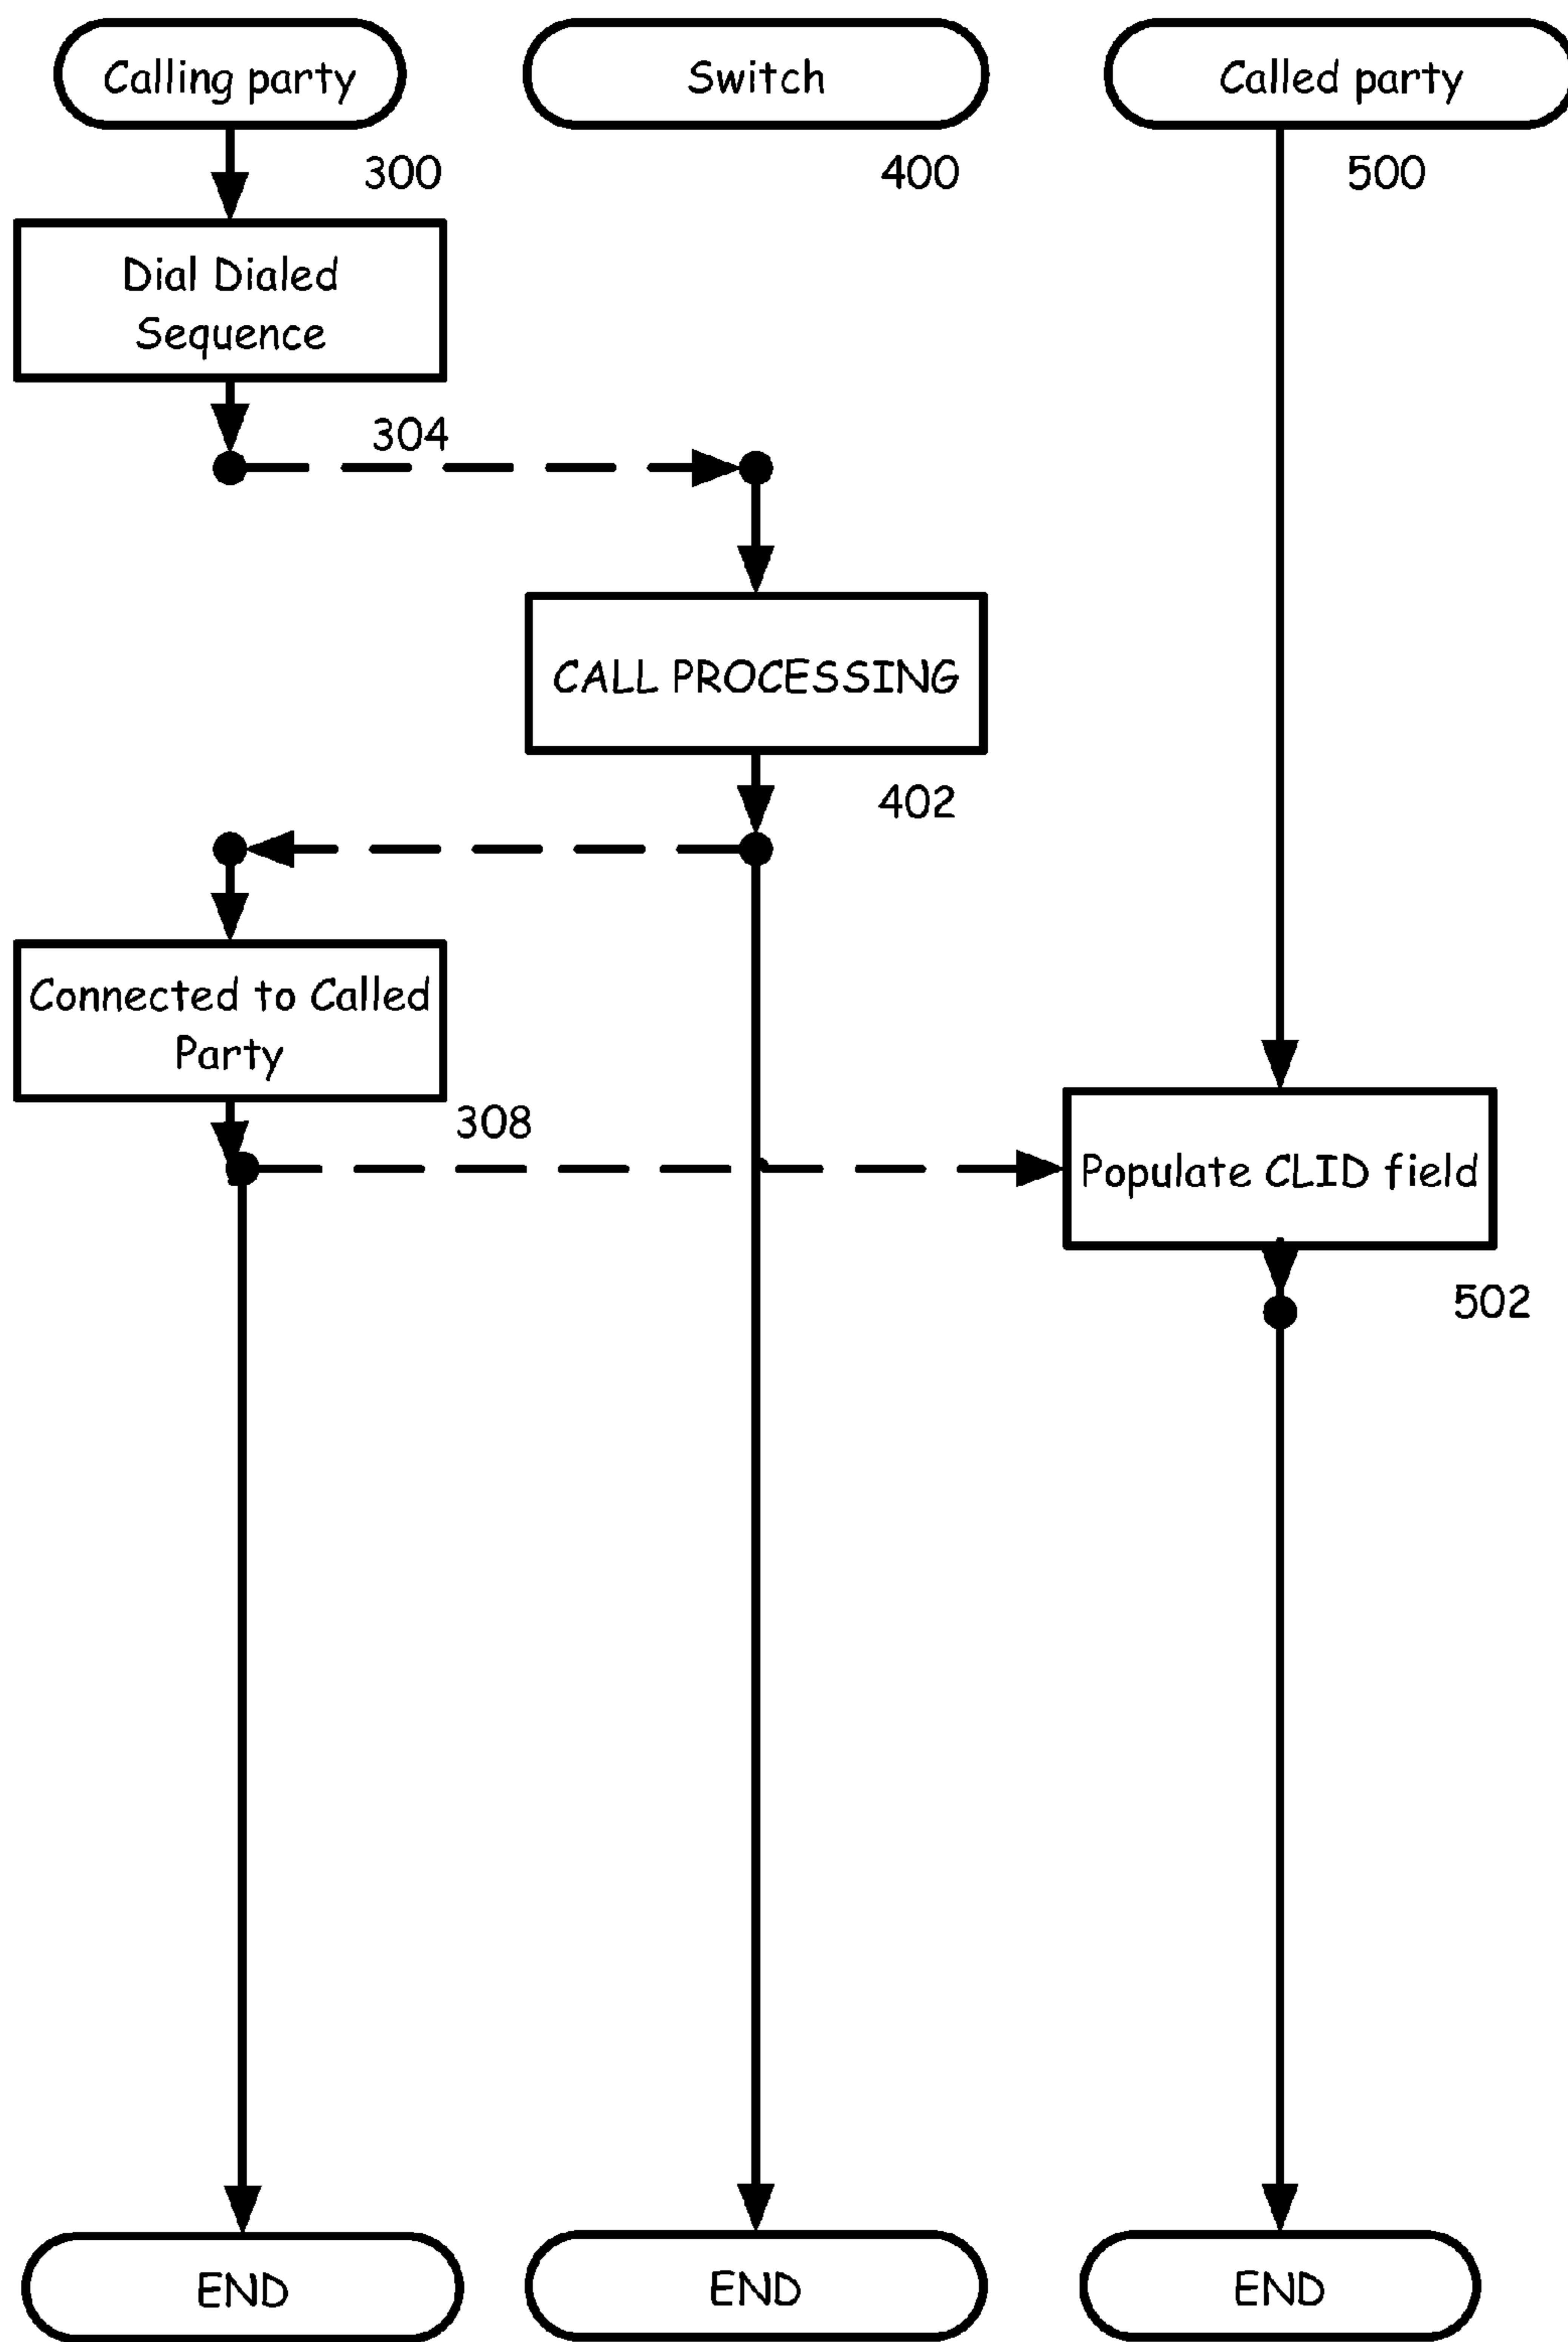 Calling party
Switch
Called party
300
400
500
Dial Dialed
Sequence
304
CALL PROCESSING
402
Connected to Called
Party
308
Populate CLID field
502
END
END
END